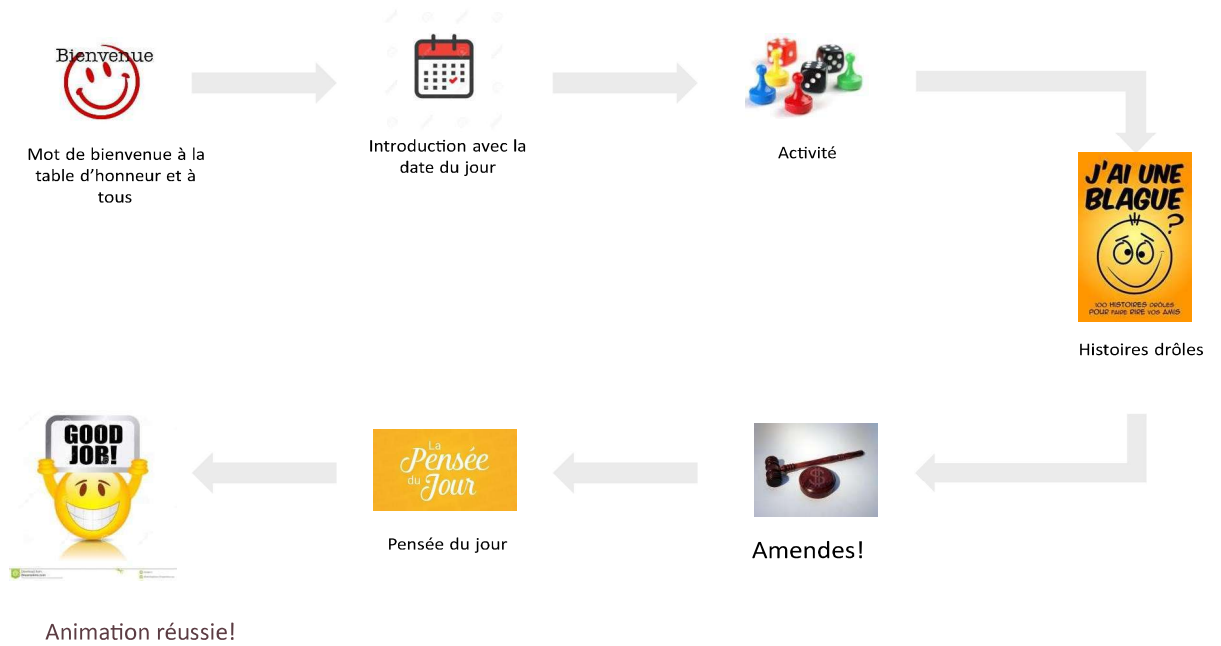 Bienvenue
Mot de bienvenue à la
table d'honneur et à
tous
Introduction avec la
date du jour
Activité
J'AI UNE
BLAGUE
?
100 HISTOIRES DRÔLES
POUR FAIRE RIRE VOS AMIS
Histoires drôles
$
Amendes!
La
Pensée
du Jour
Pensée du jour
GOOD
JOB!
Animation réussie!